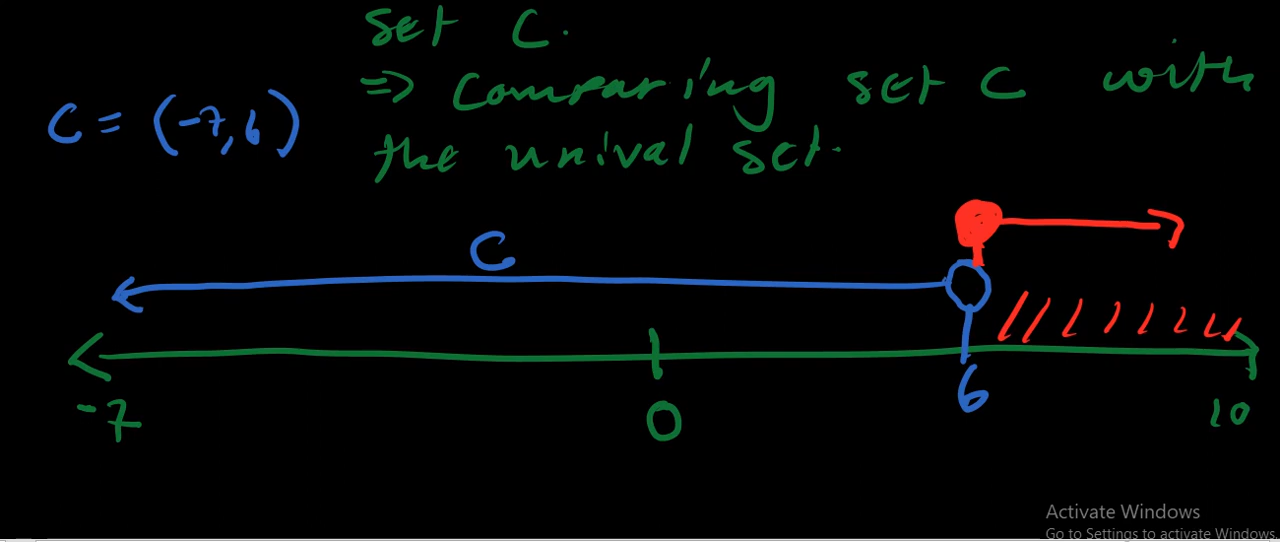 set C.
C = (-7, 6)
=> Comparing set C with
the unival set.
C
-7 0 6 10
Activate Windows
Go to Settings to activate Windows.